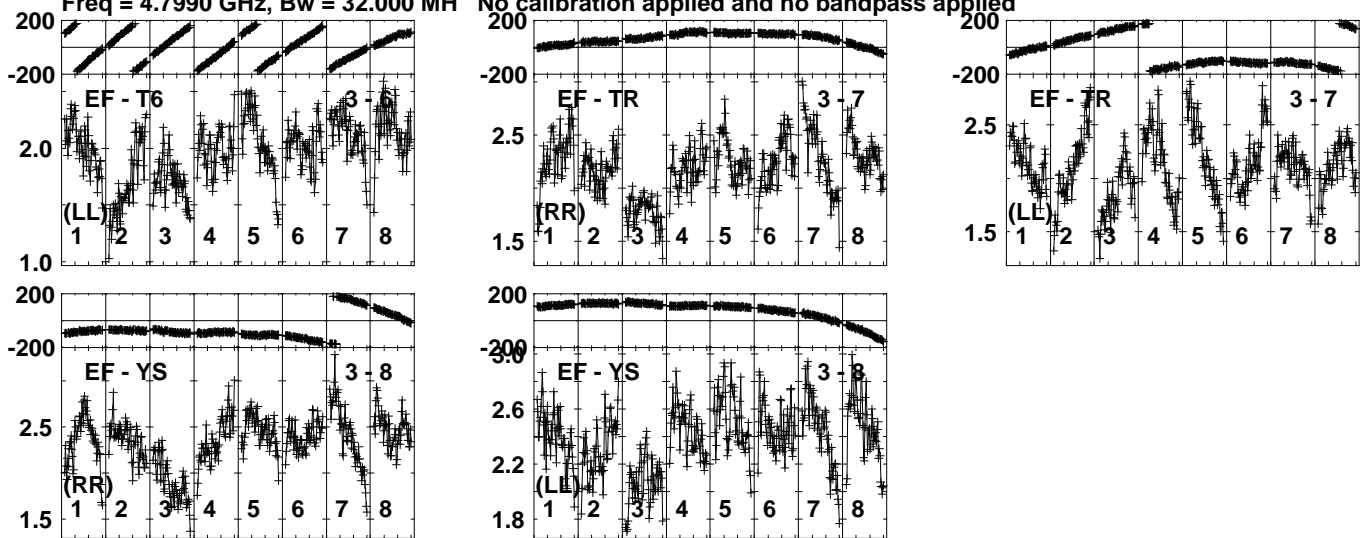 Freq = 4.7990 GHz, Bw = 32.000 MH No calibration applied and no bandpass applied
200
-200
EF - T6 3 - 6
2.0
(LL)
1 2 3 4 5 6 7 8
1.0
200
-200
EF - TR 3 - 7
2.5
(RR)
1.5
1 2 3 4 5 6 7 8
200
-200
EF - TR 3 - 7
2.5
(LL)
1.5
1 2 3 4 5 6 7 8
200
-200
EF - YS 3 - 8
2.5
(RR)
1.5
1 2 3 4 5 6 7 8
200
-200
3.0
EF - YS 3 - 8
2.6
2.2
(LL)
1.8
1 2 3 4 5 6 7 8